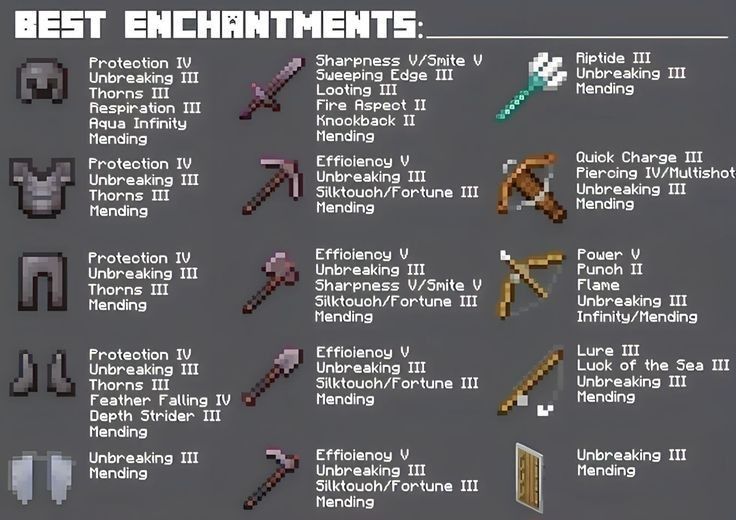 BEST ENCHANTMENTS:
Protection IV
Unbreaking III
Thorns III
Respiration III
Aqua Infinity
Mending
Protection IV
Unbreaking III
Thorns III
Mending
Protection IV
Unbreaking III
Thorns III
Mending
Protection IV
Unbreaking III
Thorns III
Feather Falling IV
Depth Strider III
Mending
Unbreaking III
Mending
Sharpness V/Smite V
Sweeping Edge III
Looting III
Fire Aspect II
Knockback II
Mending
Efficiency V
Unbreaking III
Silktouch/Fortune III
Mending
Efficiency V
Unbreaking III
Sharpness V/Smite V
Silktouch/Fortune III
Mending
Efficiency V
Unbreaking III
Silktouch/Fortune III
Mending
Efficiency V
Unbreaking III
Silktouch/Fortune III
Mending
Riptide III
Unbreaking III
Mending
Quick Charge III
Piercing IV/Multishot
Unbreaking III
Mending
Power V
Punch II
Flame
Unbreaking III
Infinity/Mending
Lure III
Luck of the Sea III
Unbreaking III
Mending
Unbreaking III
Mending